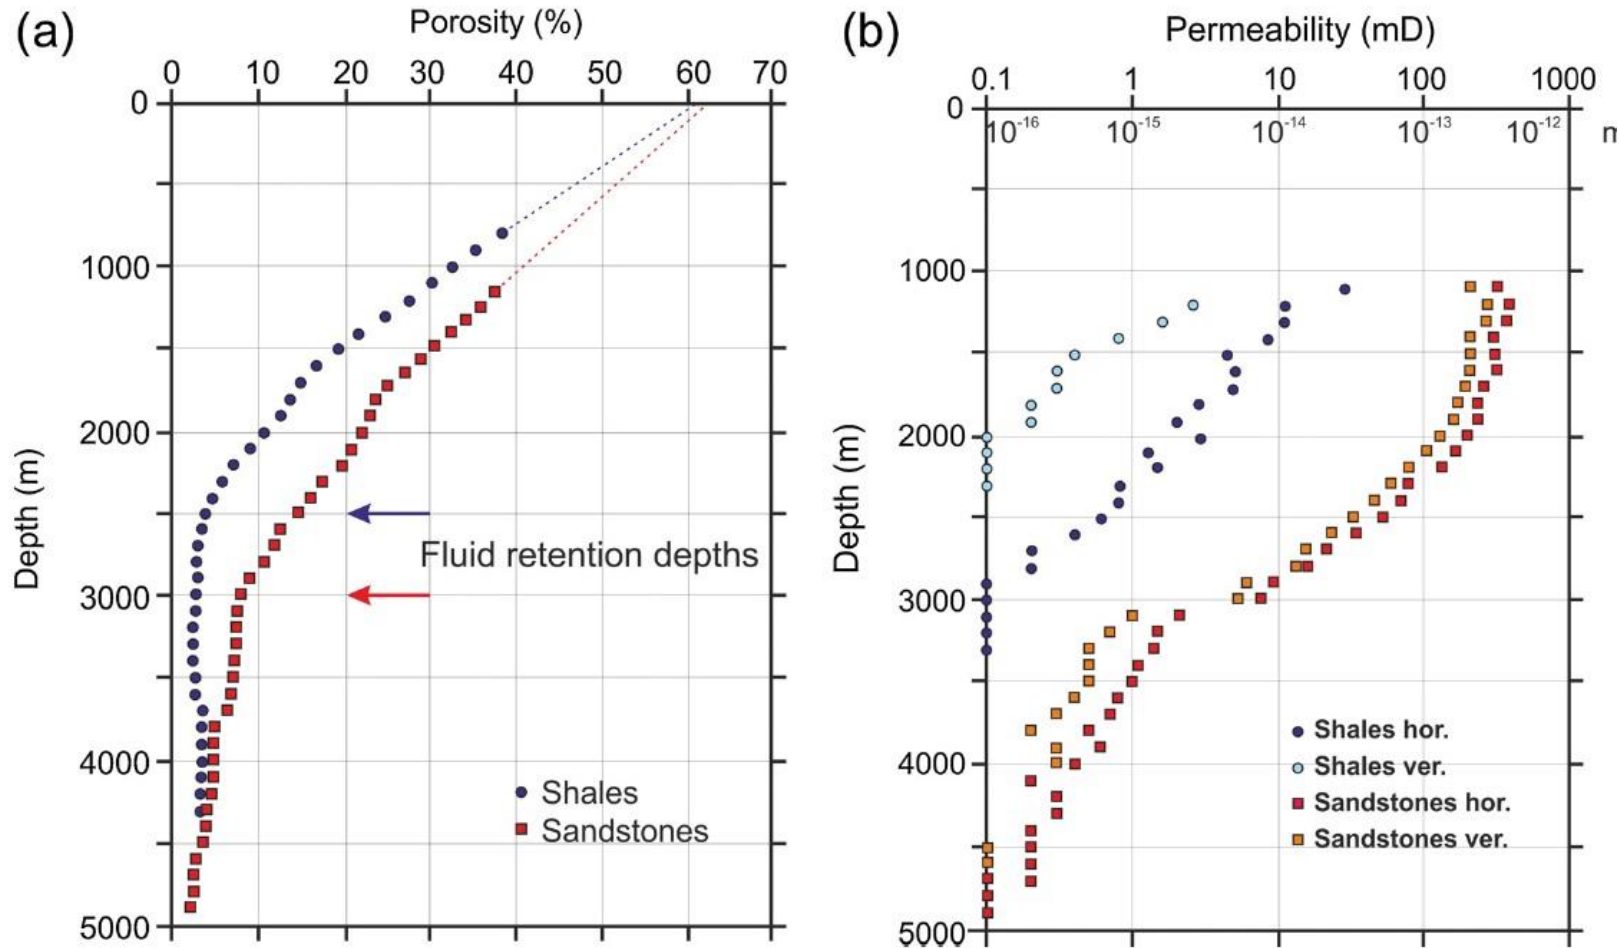 (a)
Porosity (%)
0 10 20 30 40 50 60 70
0
1000
2000
3000
4000
5000
Depth (m)
Fluid retention depths
Shales
Sandstones
(b)
Permeability (mD)
0.1 1 10 100 1000
10⁻¹⁶ 10⁻¹⁵ 10⁻¹⁴ 10⁻¹³ 10⁻¹²
0
1000
2000
3000
4000
5000
Depth (m)
Shales hor.
Shales ver.
Sandstones hor.
Sandstones ver.